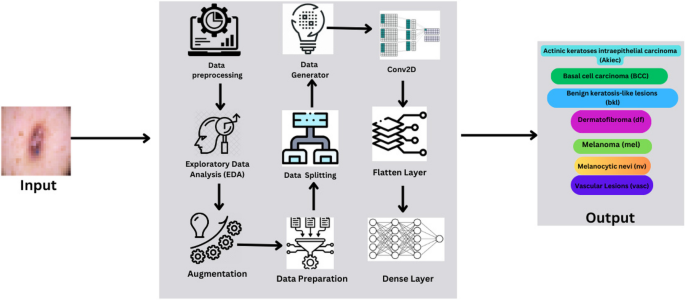 Input
Data
preprocessing
Exploratory Data
Analysis (EDA)
Augmentation
Data Preparation
Data Splitting
Data
Generator
Conv2D
Flatten Layer
Dense Layer
Actinic keratoses intraepithelial carcinoma
(Akiec)
Basal cell carcinoma (BCC)
Benign keratosis-like lesions
(bkl)
Dermatofibroma (df)
Melanoma (mel)
Melanocytic nevi (nv)
Vascular Lesions (vasc)
Output